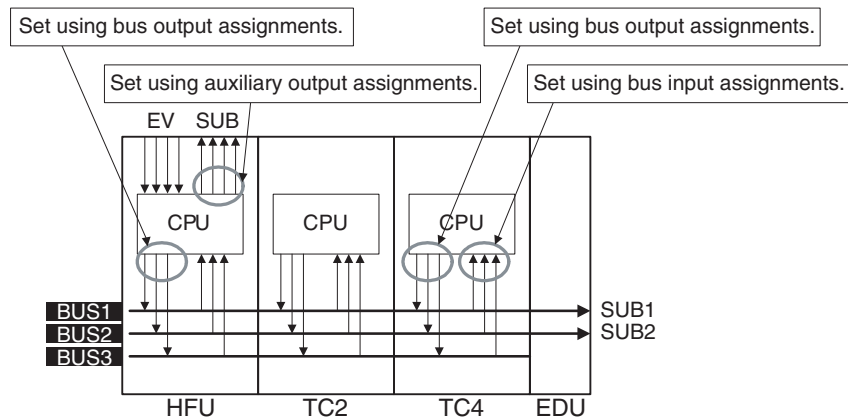 Set using bus output assignments.
Set using bus output assignments.
Set using auxiliary output assignments.
Set using bus input assignments.
EV SUB
CPU
CPU
CPU
BUS1
SUB1
BUS2
SUB2
BUS3
HFU TC2 TC4 EDU